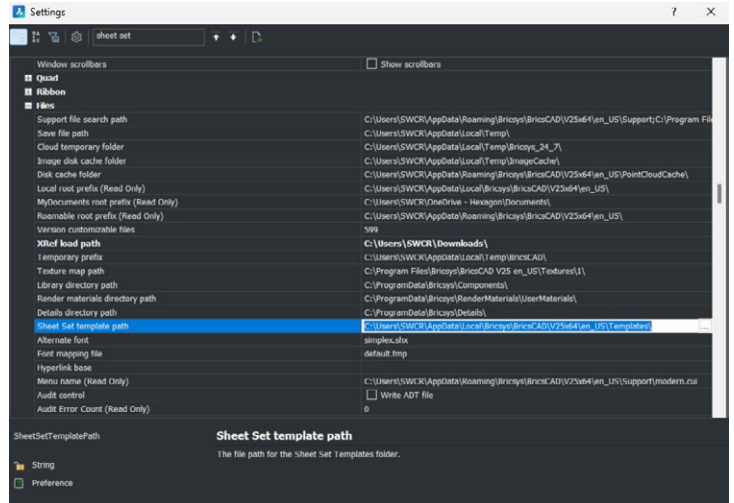 Settings
sheet set
Window scrollbars Show scrollbars
Quad
Ribbon
Files
Support file search path C:\Users\SWCR\AppData\Roaming\Bricsys\BricsCAD\V25x64\en_US\Support;C:\Program File
Save file path C:\Users\SWCR\AppData\Local\Temp\
Cloud temporary folder C:\Users\SWCR\AppData\Local\Temp\Bricsys_24_7\
Image disk cache folder C:\Users\SWCR\AppData\Local\Temp\ImageCache\
Disk cache folder C:\Users\SWCR\AppData\Roaming\Bricsys\BricsCAD\V25x64\en_US\PointCloudCache\
Local root prefix (Read Only) C:\Users\SWCR\AppData\Local\Bricsys\BricsCAD\V25x64\en_US\
MyDocuments root prefix (Read Only) C:\Users\SWCR\OneDrive - Hexagon\Documents\
Roamable root prefix (Read Only) C:\Users\SWCR\AppData\Roaming\Bricsys\BricsCAD\V25x64\en_US\
Version customizable files 599
XRef load path C:\Users\SWCR\Downloads\
Temporary prefix C:\Users\SWCR\AppData\Local\Temp\BricsCAD\
Texture map path C:\Program Files\Bricsys\BricsCAD V25 en_US\Textures\1\
Library directory path C:\ProgramData\Bricsys\Components\
Render materials directory path C:\ProgramData\Bricsys\RenderMaterials\UserMaterials\
Details directory path C:\ProgramData\Bricsys\Details\
Sheet Set template path C:\Users\SWCR\AppData\Local\Bricsys\BricsCAD\V25x64\en_US\Templates\ ...
Alternate font simplex.shx
Font mapping file default.fmp
Hyperlink base
Menu name (Read Only) C:\Users\SWCR\AppData\Roaming\Bricsys\BricsCAD\V25x64\en_US\Support\modern.cui
Audit control Write ADT file
Audit Error Count (Read Only) 0
SheetSetTemplatePath
Sheet Set template path
The file path for the Sheet Set Templates folder.
String
Preference